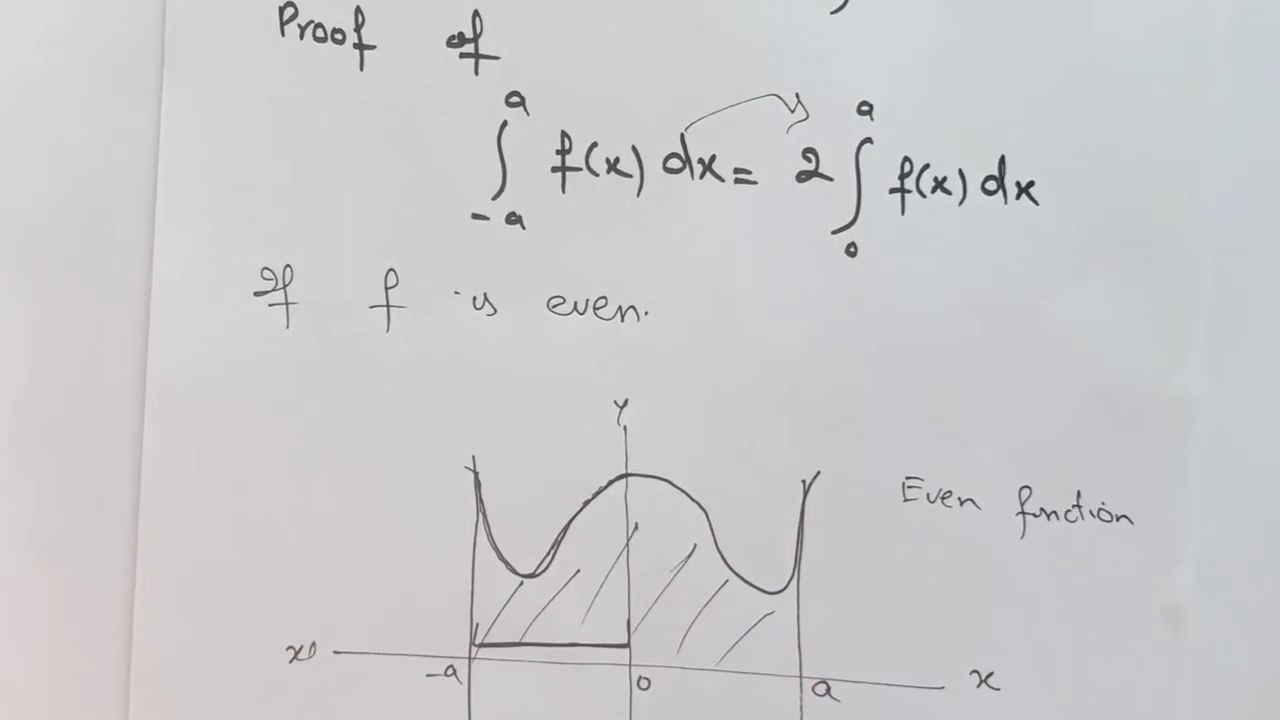 Proof of
∫_{-a}^{a} f(x) dx = 2 ∫_{0}^{a} f(x) dx
If f is even.
Y
Even function
x' -a 0 a x